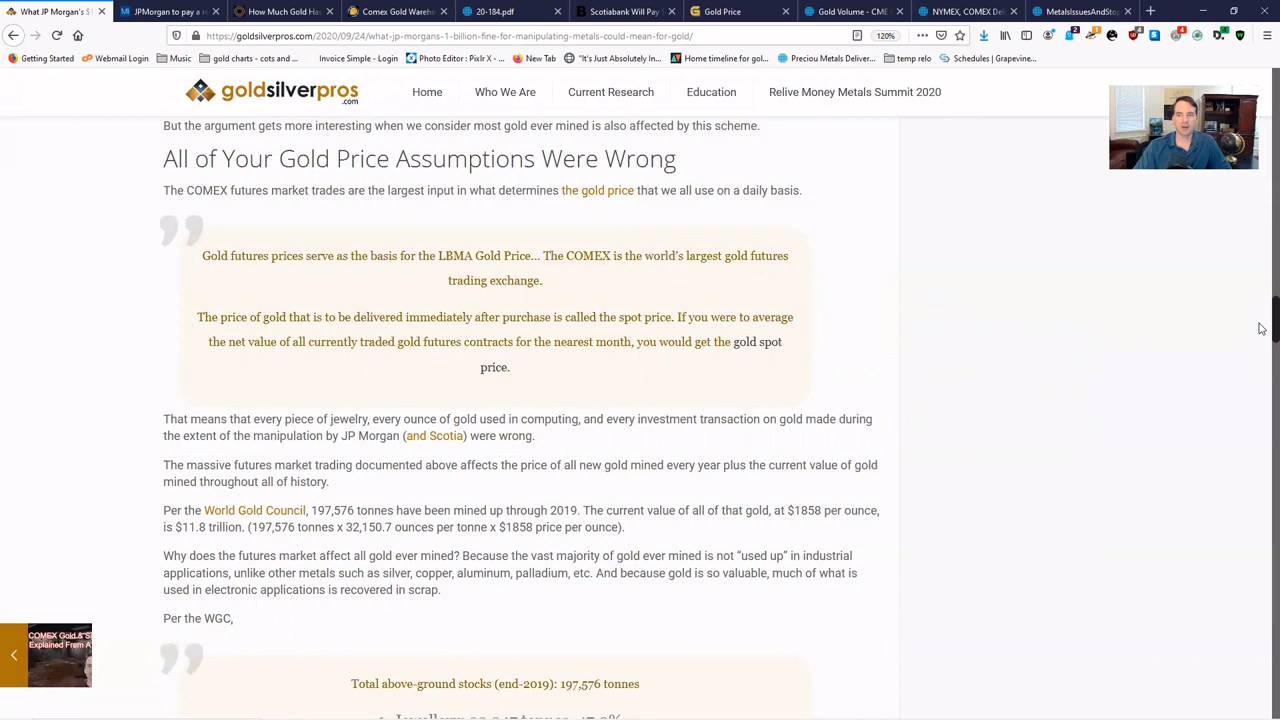 What JP Morgan's $
JPMorgan to pay a re
How Much Gold Has
Comex Gold Wareho
20-184.pdf
Scotiabank Will Pay
Gold Price
Gold Volume - CME G
NYMEX, COMEX Del
MetalsIssuesAndStop
https://goldsilverpros.com/2020/09/24/what-jp-morgans-1-billion-fine-for-manipulating-metals-could-mean-for-gold/
120%
Getting Started
Webmail Login
Music
gold charts - cots and ...
Invoice Simple - Login
Photo Editor : Pixlr X - ...
New Tab
"It's Just Absolutely In...
Home timeline for gol...
Preciou Metals Deliver...
temp relo
Schedules | Grapevine...
goldsilverpros
.com
Home
Who We Are
Current Research
Education
Relive Money Metals Summit 2020
But the argument gets more interesting when we consider most gold ever mined is also affected by this scheme.
All of Your Gold Price Assumptions Were Wrong
The COMEX futures market trades are the largest input in what determines the gold price that we all use on a daily basis.
Gold futures prices serve as the basis for the LBMA Gold Price... The COMEX is the world's largest gold futures
trading exchange.
The price of gold that is to be delivered immediately after purchase is called the spot price. If you were to average
the net value of all currently traded gold futures contracts for the nearest month, you would get the gold spot
price.
That means that every piece of jewelry, every ounce of gold used in computing, and every investment transaction on gold made during
the extent of the manipulation by JP Morgan (and Scotia) were wrong.
The massive futures market trading documented above affects the price of all new gold mined every year plus the current value of gold
mined throughout all of history.
Per the World Gold Council, 197,576 tonnes have been mined up through 2019. The current value of all of that gold, at $1858 per ounce,
is $11.8 trillion. (197,576 tonnes x 32,150.7 ounces per tonne x $1858 price per ounce).
Why does the futures market affect all gold ever mined? Because the vast majority of gold ever mined is not “used up” in industrial
applications, unlike other metals such as silver, copper, aluminum, palladium, etc. And because gold is so valuable, much of what is
used in electronic applications is recovered in scrap.
Per the WGC,
COMEX Gold & Si
Explained From A
Total above-ground stocks (end-2019): 197,576 tonnes